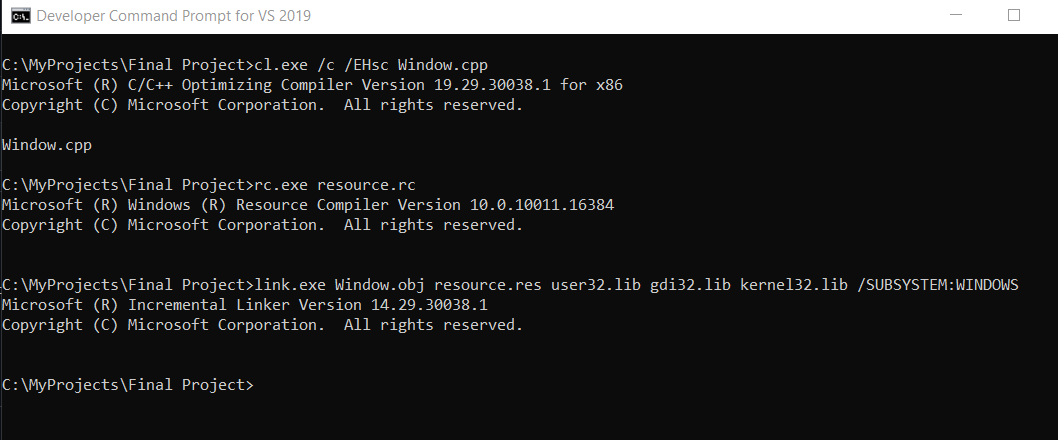 Developer Command Prompt for VS 2019
C:\MyProjects\Final Project>cl.exe /c /EHsc Window.cpp
Microsoft (R) C/C++ Optimizing Compiler Version 19.29.30038.1 for x86
Copyright (C) Microsoft Corporation.  All rights reserved.
Window.cpp
C:\MyProjects\Final Project>rc.exe resource.rc
Microsoft (R) Windows (R) Resource Compiler Version 10.0.10011.16384
Copyright (C) Microsoft Corporation.  All rights reserved.
C:\MyProjects\Final Project>link.exe Window.obj resource.res user32.lib gdi32.lib kernel32.lib /SUBSYSTEM:WINDOWS
Microsoft (R) Incremental Linker Version 14.29.30038.1
Copyright (C) Microsoft Corporation.  All rights reserved.
C:\MyProjects\Final Project>